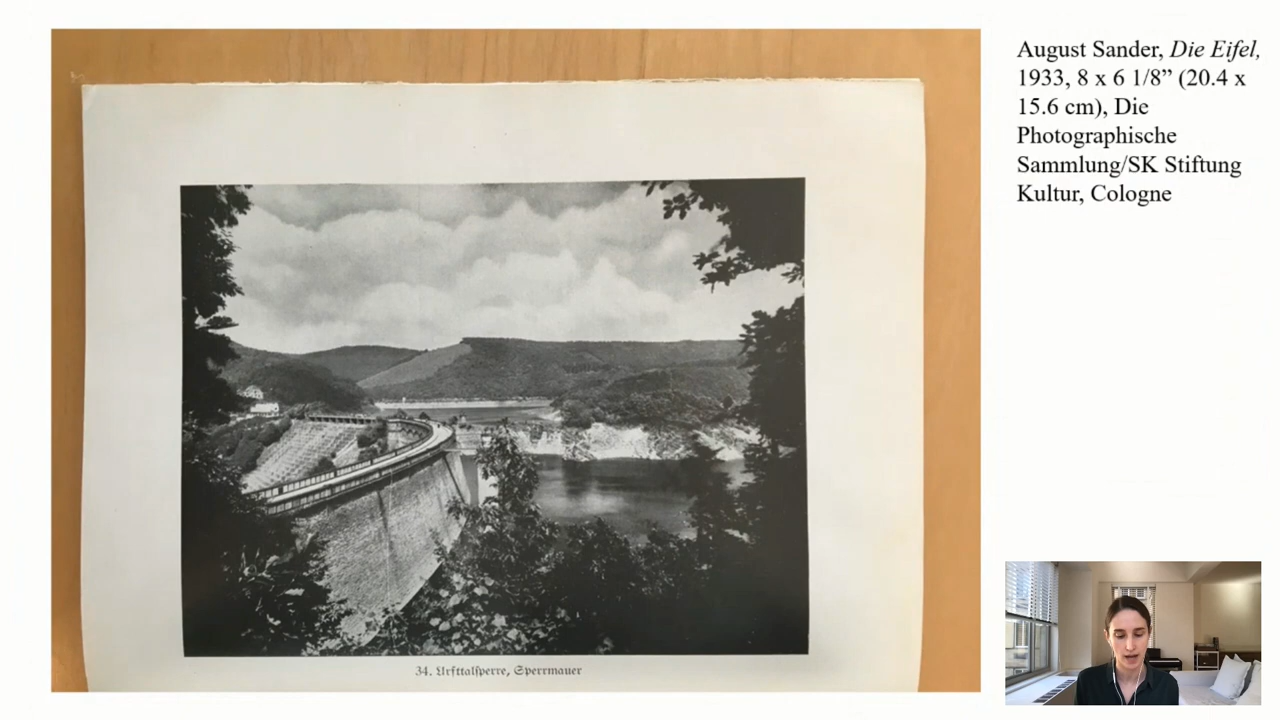 August Sander, Die Eifel,
1933, 8 x 6 1/8” (20.4 x
15.6 cm), Die
Photographische
Sammlung/SK Stiftung
Kultur, Cologne
34. Urfttalſperre, Sperrmauer